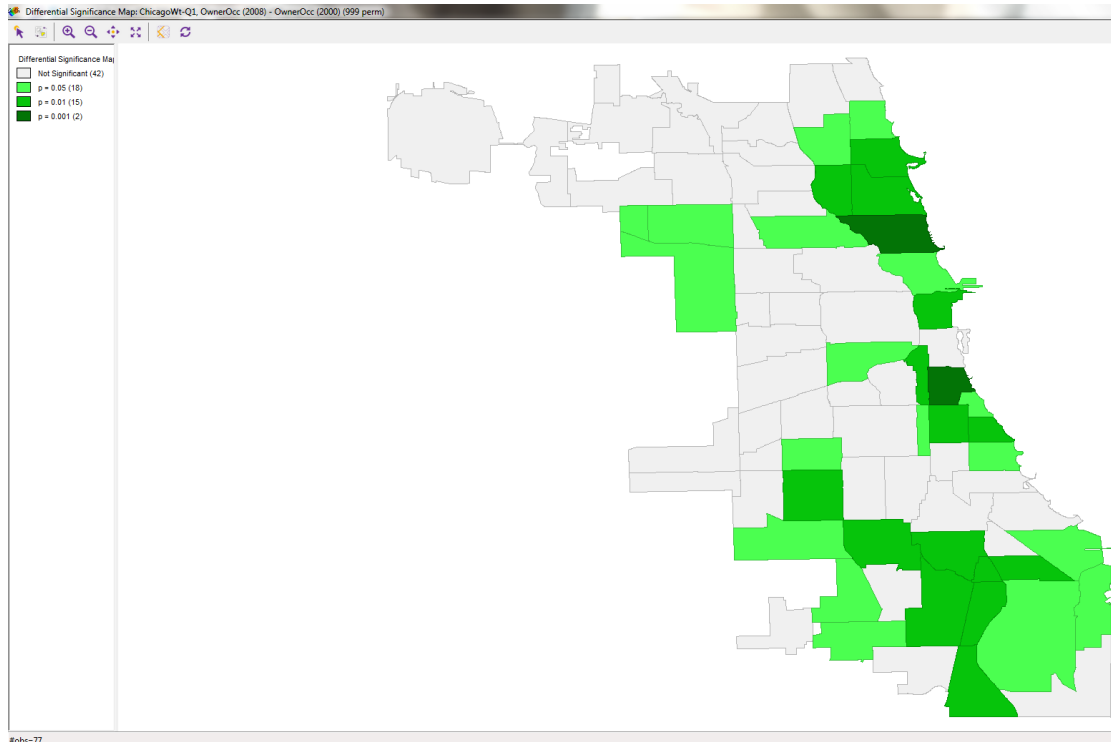 Differential Significance Map: ChicagoWt-Q1, OwnerOcc (2008) - OwnerOcc (2000) (999 perm)
Differential Significance Map
Not Significant (42)
p = 0.05 (18)
p = 0.01 (15)
p = 0.001 (2)
#obs=77